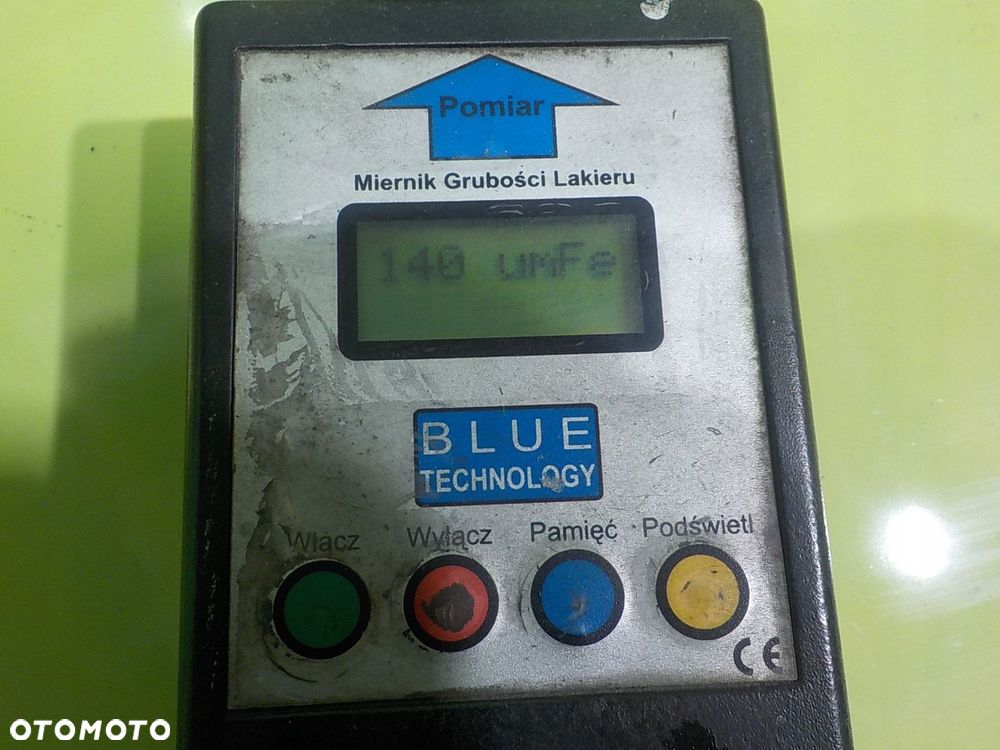 Pomiar
Miernik Grubości Lakieru
140 umFe
BLUE
TECHNOLOGY
Włącz Wyłącz Pamięć Podświetl
CE
OTOMOTO